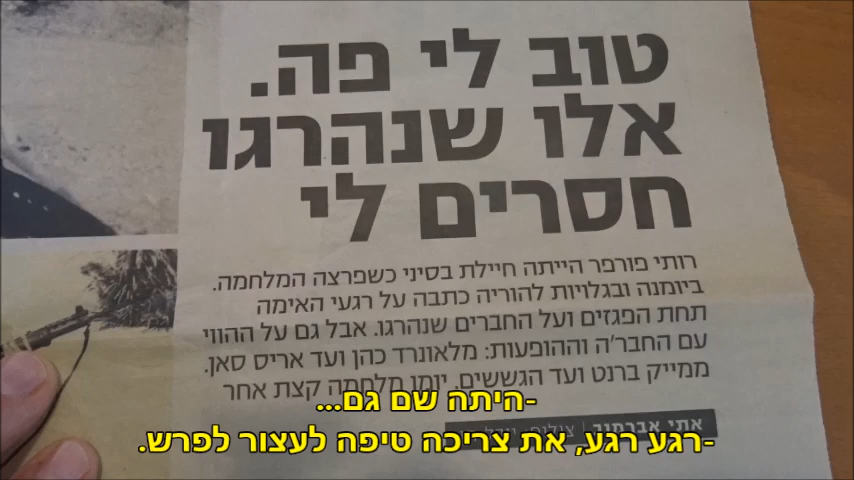 טוב לי פה.
אלו שנהרגו
חסרים לי
רותי פורפר הייתה חיילת בסיני כשפרצה המלחמה.
ביומנה ובגלויות להוריה כתבה על רגעי האימה
תחת הפגזים ועל החברים שנהרגו. אבל גם על ההווי
עם החבר'ה וההופעות: מלאונרד כהן ועד אריס סאן,
ממייק ברנט ועד הגששים. יומן מלחמה קצת אחר
אתי אברמוב |
-היתה שם גם...
-רגע רגע, את צריכה טיפה לעצור לפרש.